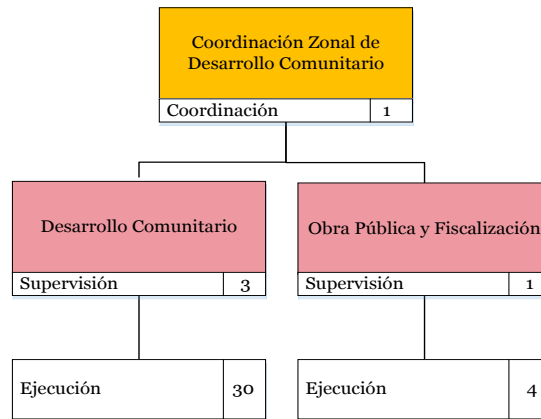 Coordinación Zonal de
Desarrollo Comunitario
Coordinación 1
Desarrollo Comunitario
Supervisión 3
Obra Pública y Fiscalización
Supervisión 1
Ejecución 30
Ejecución 4